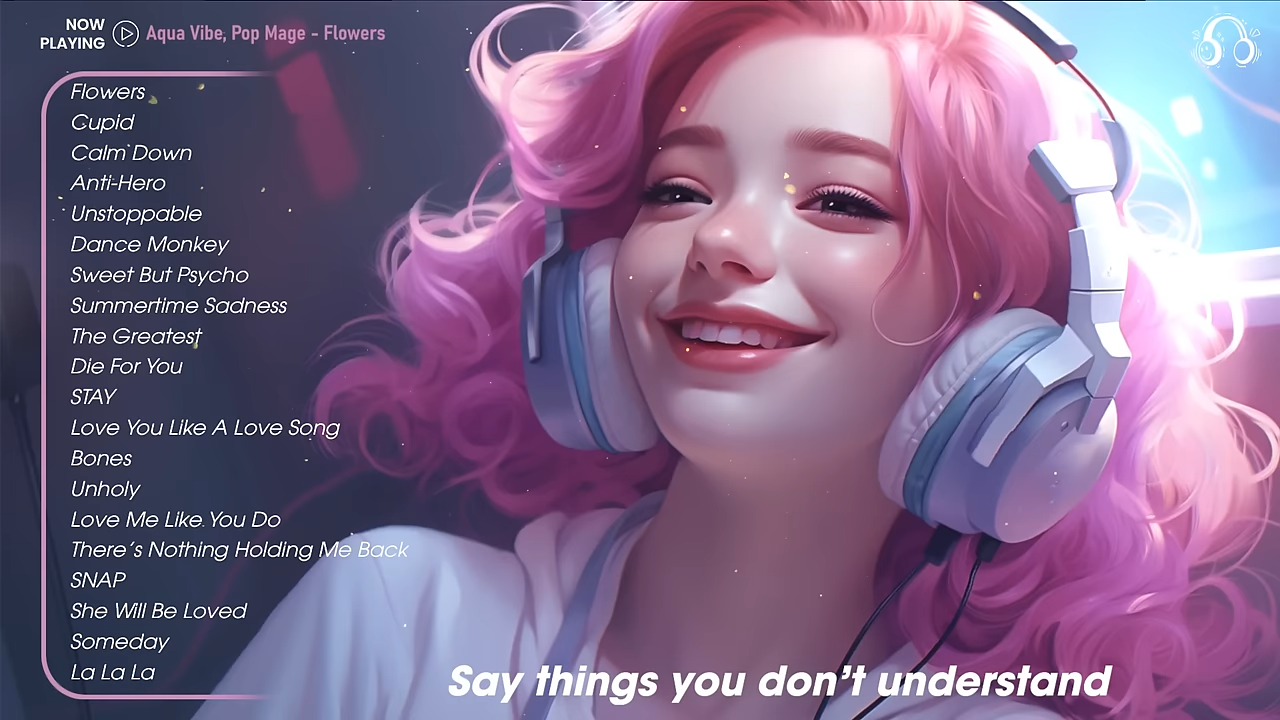 NOW
PLAYING
Aqua Vibe, Pop Mage - Flowers
Flowers
Cupid
Calm Down
Anti-Hero
Unstoppable
Dance Monkey
Sweet But Psycho
Summertime Sadness
The Greatest
Die For You
STAY
Love You Like A Love Song
Bones
Unholy
Love Me Like You Do
There's Nothing Holding Me Back
SNAP
She Will Be Loved
Someday
La La La
Say things you don't understand